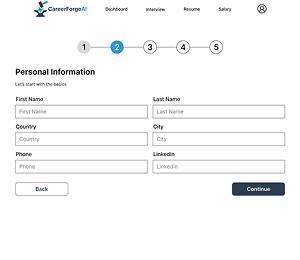 CareerForgeAI Dashboard Interview Resume Salary
1 2 3 4 5
Personal Information
Let's start with the basics
First Name Last Name
First Name Last Name
Country City
Country City
Phone LinkedIn
Phone LinkedIn
Back Continue